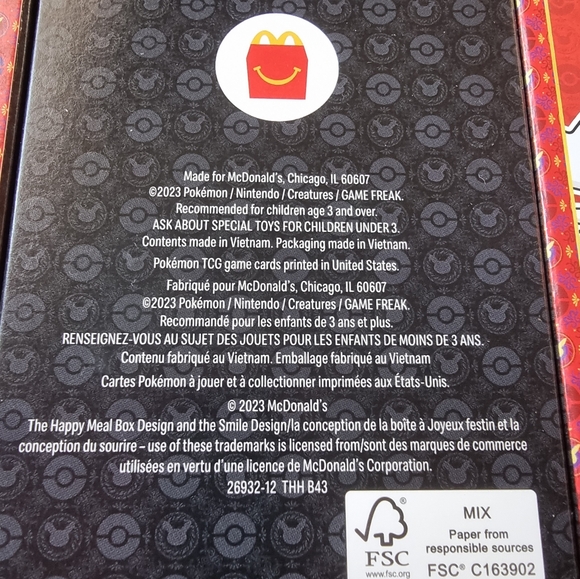 Made for McDonald's, Chicago, IL 60607
©2023 Pokémon / Nintendo / Creatures / GAME FREAK.
Recommended for children age 3 and over.
ASK ABOUT SPECIAL TOYS FOR CHILDREN UNDER 3.
Contents made in Vietnam. Packaging made in Vietnam.
Pokémon TCG game cards printed in United States.
Fabriqué pour McDonald's, Chicago, IL 60607
©2023 Pokémon / Nintendo / Creatures / GAME FREAK.
Recommandé pour les enfants de 3 ans et plus.
RENSEIGNEZ-VOUS AU SUJET DES JOUETS POUR LES ENFANTS DE MOINS DE 3 ANS.
Contenu fabriqué au Vietnam. Emballage fabriqué au Vietnam
Cartes Pokémon à jouer et à collectionner imprimées aux États-Unis.
© 2023 McDonald's
The Happy Meal Box Design and the Smile Design/la conception de la boîte à Joyeux festin et la
conception du sourire – use of these trademarks is licensed from/sont des marques de commerce
utilisées en vertu d'une licence de McDonald's Corporation.
26932-12 THH B43
FSC
www.fsc.org
MIX
Paper from
responsible sources
FSC® C163902